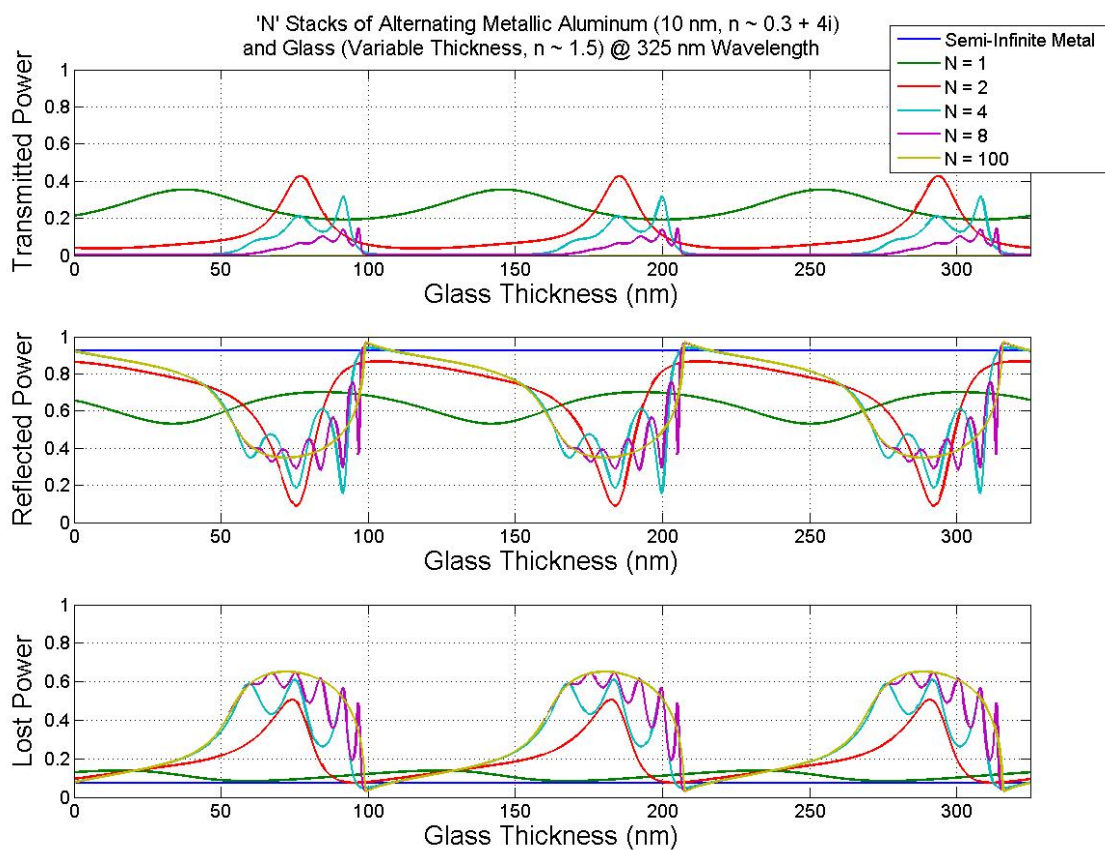 'N' Stacks of Alternating Metallic Aluminum (10 nm, n ~ 0.3 + 4i)
and Glass (Variable Thickness, n ~ 1.5) @ 325 nm Wavelength
Semi-Infinite Metal
N = 1
N = 2
N = 4
N = 8
N = 100
Transmitted Power
1
0.8
0.6
0.4
0.2
0
0 50 100 150 200 250 300
Glass Thickness (nm)
Reflected Power
1
0.8
0.6
0.4
0.2
0
0 50 100 150 200 250 300
Glass Thickness (nm)
Lost Power
1
0.8
0.6
0.4
0.2
0
0 50 100 150 200 250 300
Glass Thickness (nm)